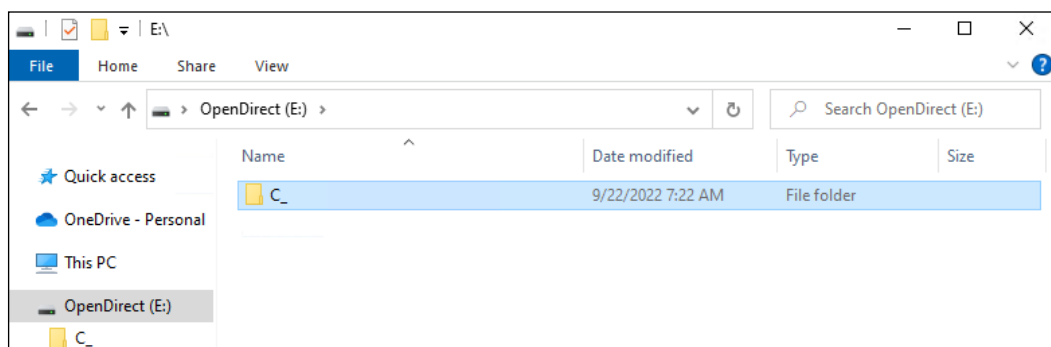 E:\
File Home Share View
OpenDirect (E:) Search OpenDirect (E:)
Name Date modified Type Size
Quick access
C_ 9/22/2022 7:22 AM File folder
OneDrive - Personal
This PC
OpenDirect (E:)
C_